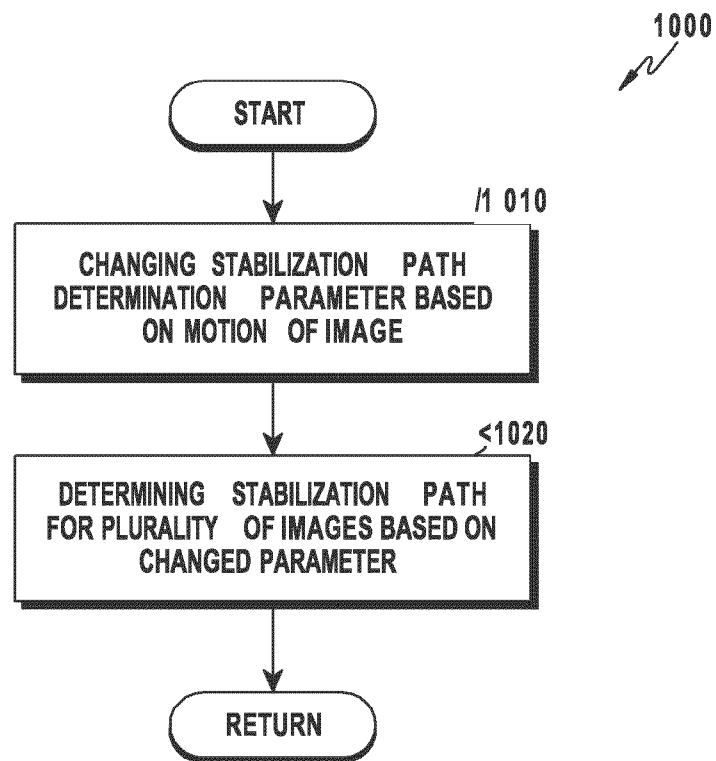 1000
START
/1 010
CHANGING STABILIZATION PATH
DETERMINATION PARAMETER BASED
ON MOTION OF IMAGE
<1020
DETERMINING STABILIZATION PATH
FOR PLURALITY OF IMAGES BASED ON
CHANGED PARAMETER
RETURN